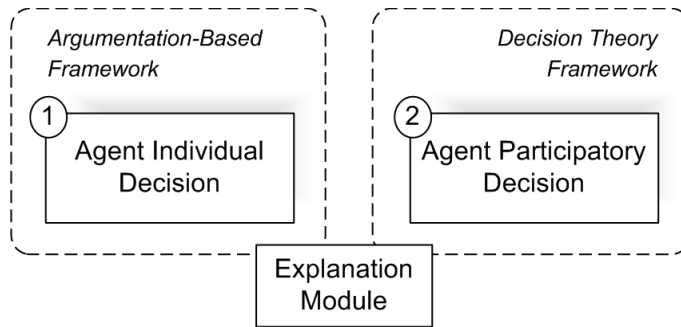 Argumentation-Based
Framework
1
Agent Individual
Decision
Decision Theory
Framework
2
Agent Participatory
Decision
Explanation
Module